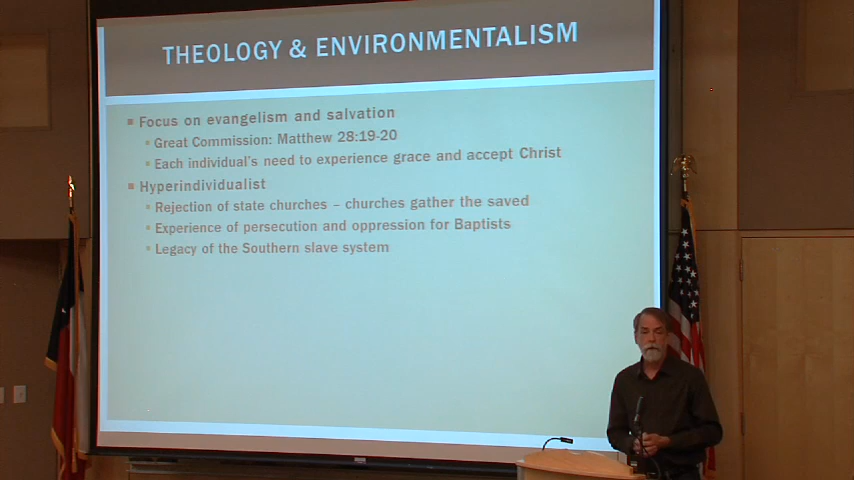 THEOLOGY & ENVIRONMENTALISM
Focus on evangelism and salvation
Great Commission: Matthew 28:19-20
Each individual's need to experience grace and accept Christ
Hyperindividualist
Rejection of state churches – churches gather the saved
Experience of persecution and oppression for Baptists
Legacy of the Southern slave system